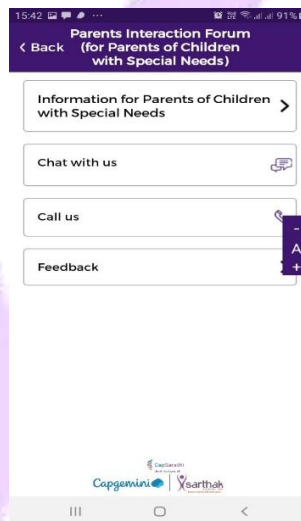 15:42
91%
Parents Interaction Forum
Back (for Parents of Children
with Special Needs)
Information for Parents of Children
with Special Needs
Chat with us
Call us
-
A
+
Feedback
CapSarathi
Capgemini sarthak